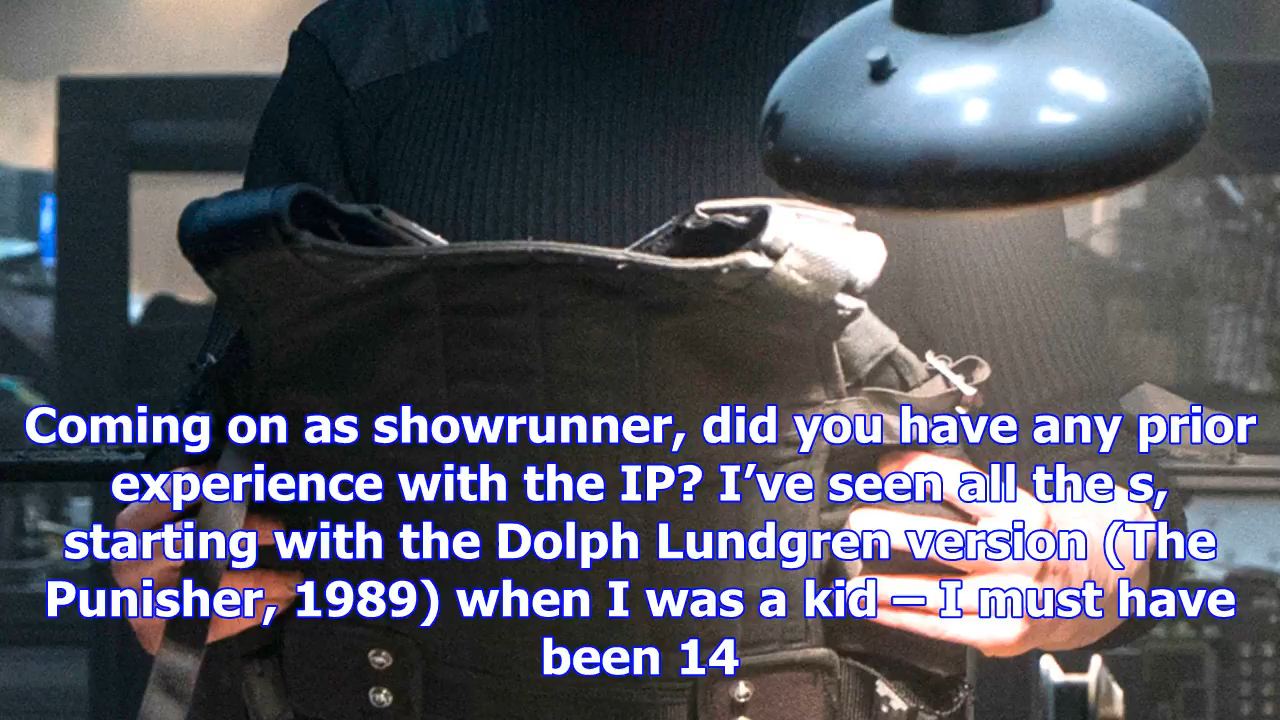 Coming on as showrunner, did you have any prior
experience with the IP? I’ve seen all the s,
starting with the Dolph Lundgren version (The
Punisher, 1989) when I was a kid – I must have
been 14